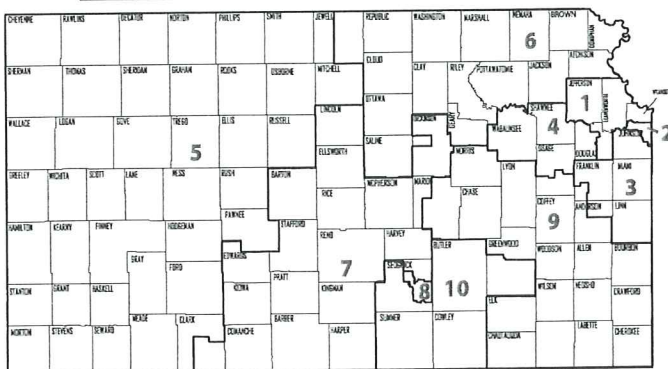 CHEYENNE RAWLINS DECATUR NORTON PHILLIPS SMITH JEWELL REPUBLIC WASHINGTON MARSHALL NEMAHA BROWN DONIPHAN
6
SHERMAN THOMAS SHERIDAN GRAHAM ROOKS OSBORNE MITCHELL CLOUD CLAY RILEY POTTAWATOMIE JACKSON ATCHISON
JEFFERSON 1
WALLACE LOGAN GOVE TREGO ELLIS RUSSELL LINCOLN OTTAWA DICKINSON GEARY WABAUNSEE SHAWNEE 4
5 ELLSWORTH SALINE MORRIS OSAGE DOUGLAS JOHNSON 2
GREELEY WICHITA SCOTT LANE NESS RUSH BARTON RICE MCPHERSON MARION CHASE LYON FRANKLIN MIAMI 3
HAMILTON KEARNY FINNEY HODGEMAN PAWNEE STAFFORD RENO HARVEY COFFEY ANDERSON LINN
9
GRAY FORD EDWARDS 7 SEDGWICK BUTLER GREENWOOD WOODSON ALLEN BOURBON
STANTON GRANT HASKELL KIOWA PRATT KINGMAN 8 10 ELK WILSON NEOSHO CRAWFORD
MORTON STEVENS SEWARD MEADE CLARK COMANCHE BARBER HARPER SUMNER COWLEY CHAUTAUQUA LABETTE CHEROKEE